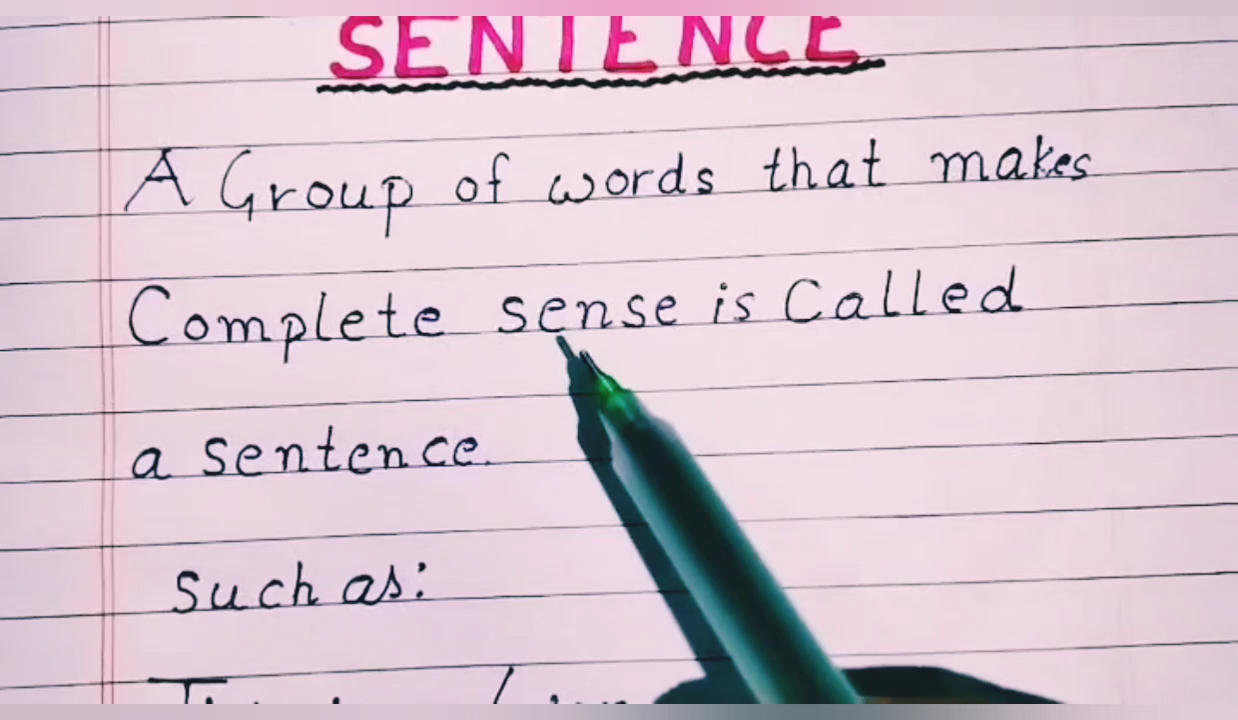 SENTENCE
A Group of words that makes
Complete sense is Called
a sentence.
such as: